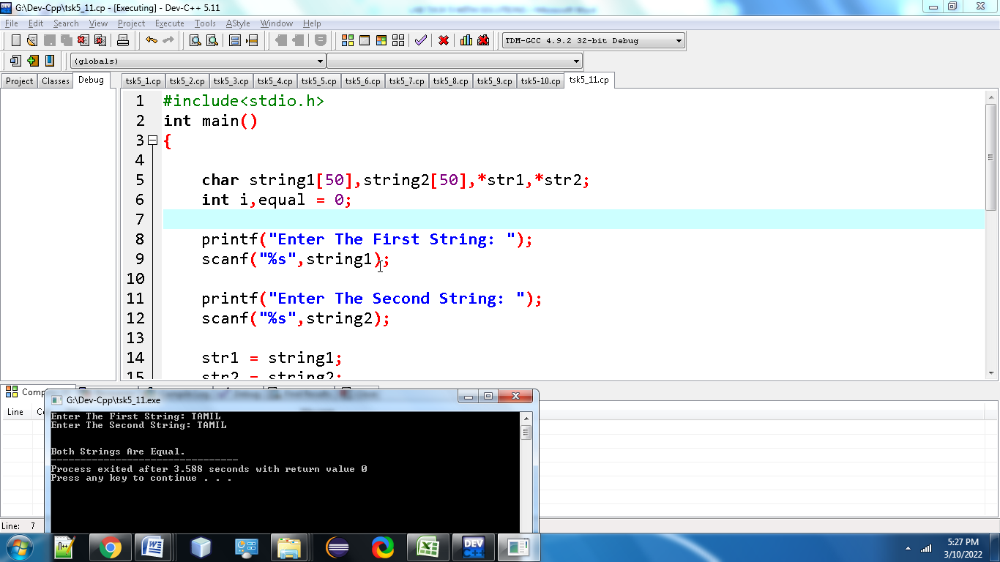 G:\Dev-Cpp\tsk5_11.cp - [Executing] - Dev-C++ 5.11
File Edit Search View Project Execute Tools AStyle Window Help
TDM-GCC 4.9.2 32-bit Debug
(globals)
Project Classes Debug tsk5_1.cp tsk5_2.cp tsk5_3.cp tsk5_4.cp tsk5_5.cp tsk5_6.cp tsk5_7.cp tsk5_8.cp tsk5_9.cp tsk5-10.cp tsk5_11.cp
1 #include<stdio.h>
2 int main()
3 {
4
5 char string1[50],string2[50],*str1,*str2;
6 int i,equal = 0;
7
8 printf("Enter The First String: ");
9 scanf("%s",string1);
10
11 printf("Enter The Second String: ");
12 scanf("%s",string2);
13
14 str1 = string1;
15 str2 = string2;
Line
G:\Dev-Cpp\tsk5_11.exe
Enter The First String: TAMIL
Enter The Second String: TAMIL
Both Strings Are Equal.
--------------------------------
Process exited after 3.588 seconds with return value 0
Press any key to continue . . .
Line: 7
DEV
C++
5:27 PM
3/10/2022